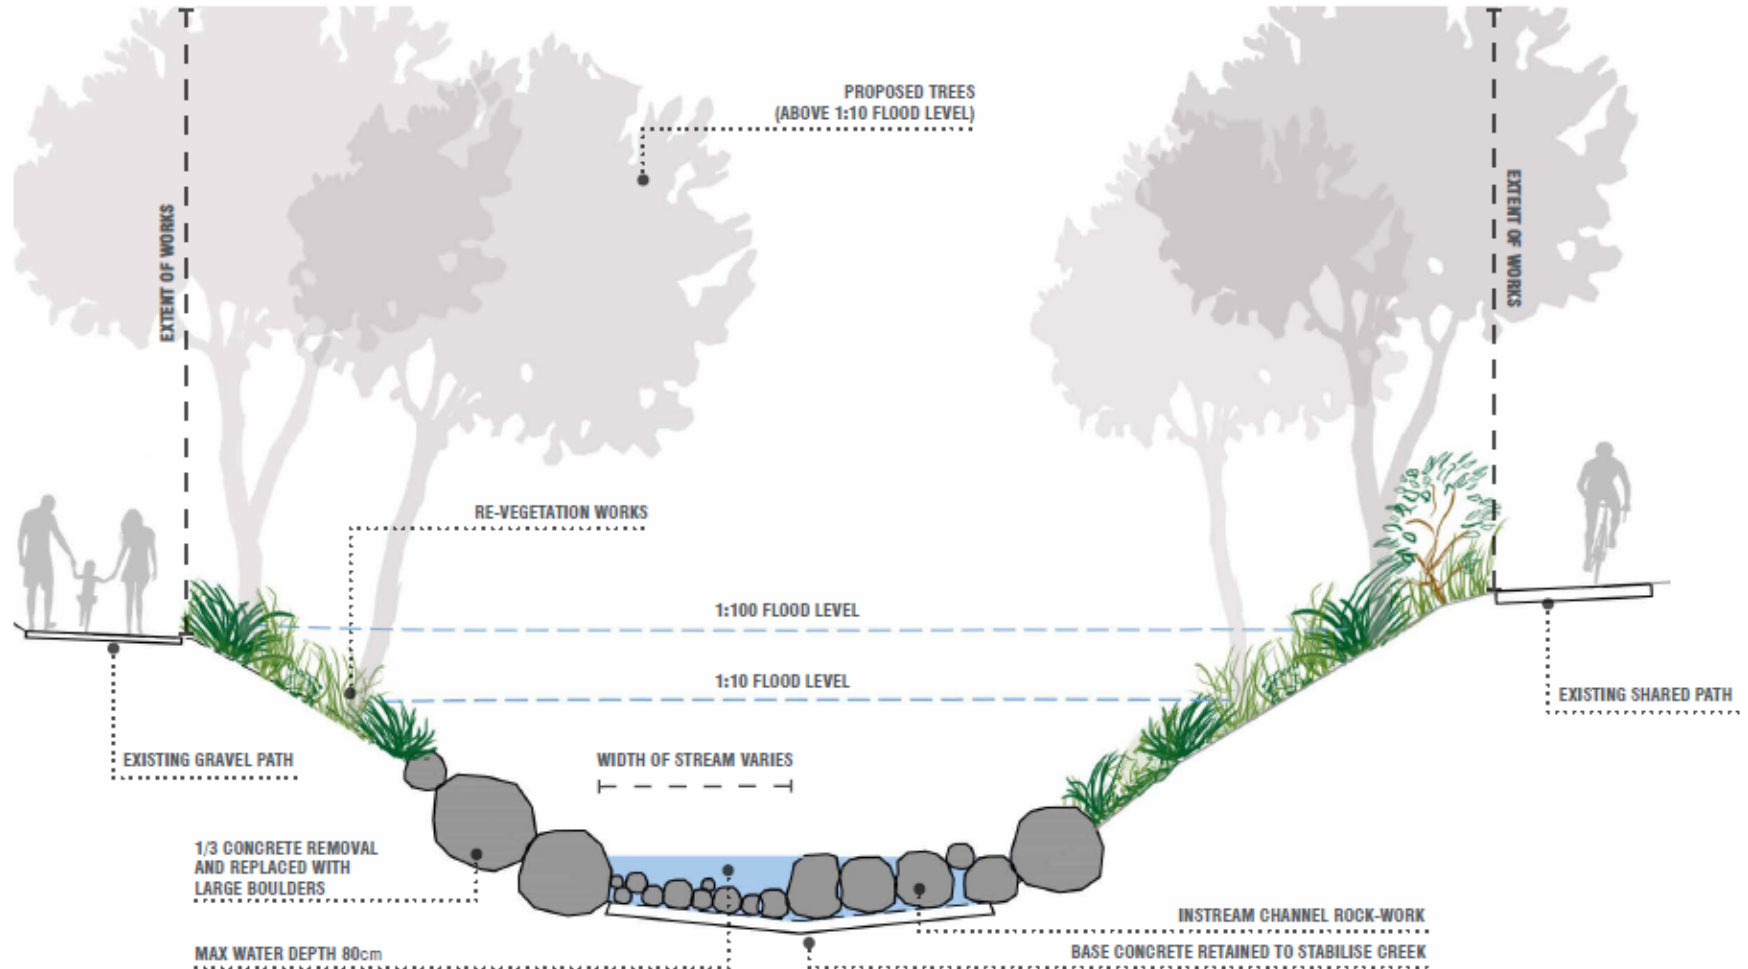 PROPOSED TREES
(ABOVE 1:10 FLOOD LEVEL)
EXTENT OF WORKS
EXTENT OF WORKS
RE-VEGETATION WORKS
1:100 FLOOD LEVEL
1:10 FLOOD LEVEL
EXISTING SHARED PATH
EXISTING GRAVEL PATH
WIDTH OF STREAM VARIES
1/3 CONCRETE REMOVAL
AND REPLACED WITH
LARGE BOULDERS
INSTREAM CHANNEL ROCK-WORK
MAX WATER DEPTH 80cm
BASE CONCRETE RETAINED TO STABILISE CREEK